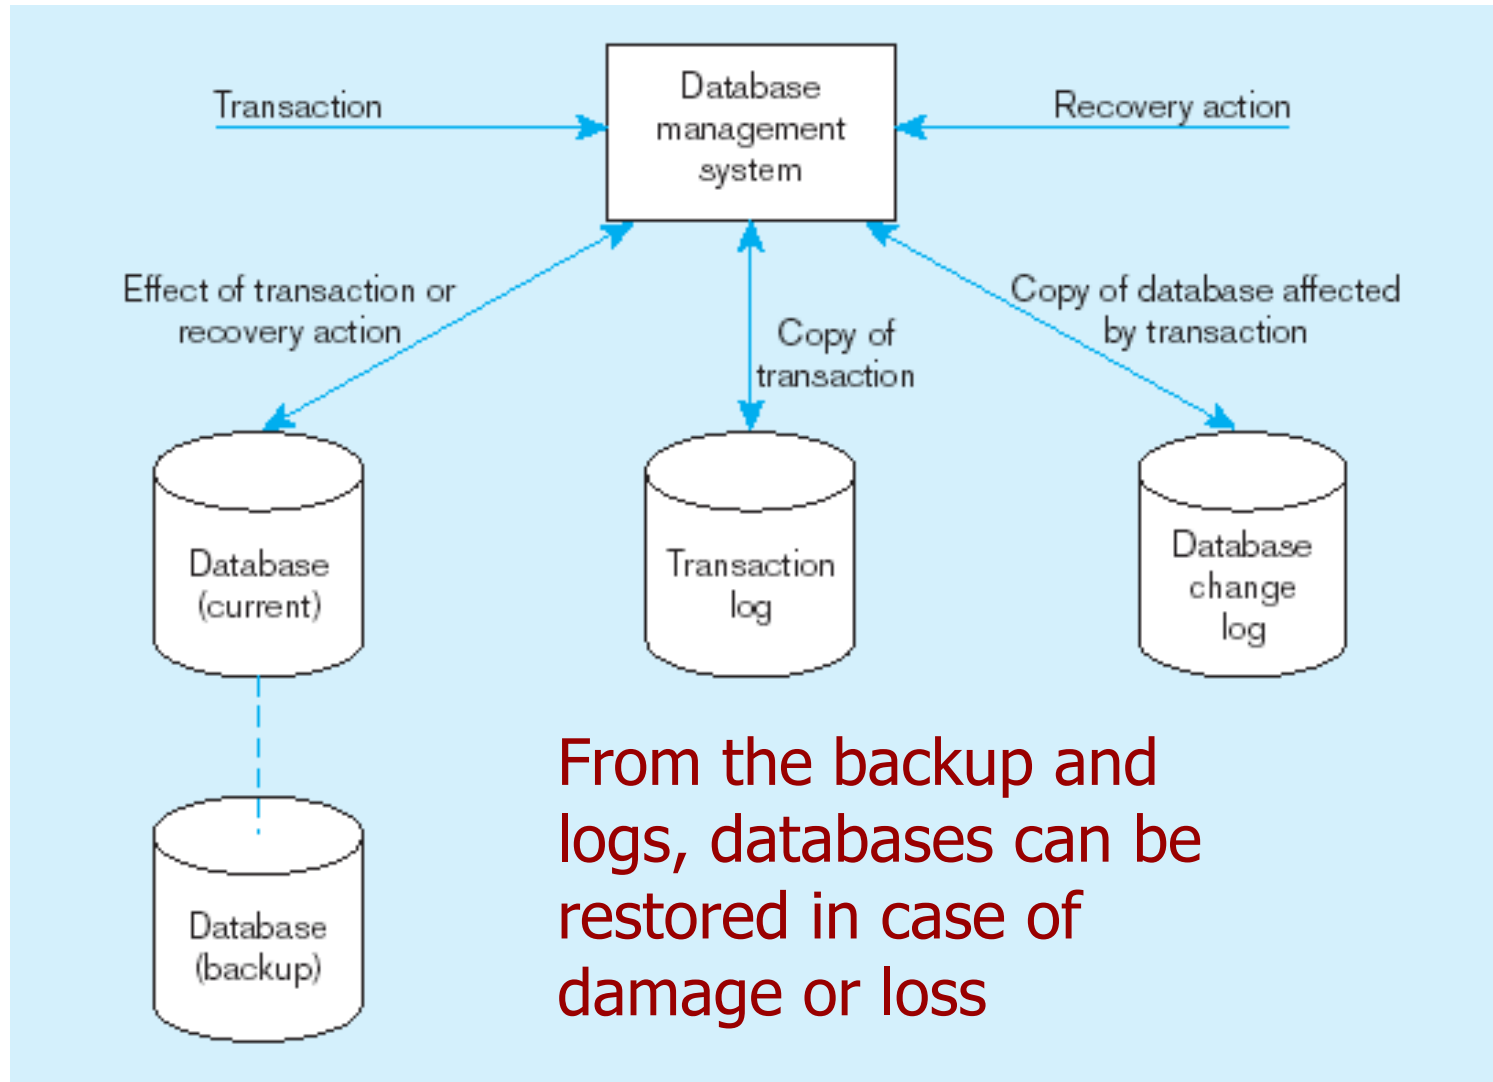 Database
management
system
Transaction
Recovery action
Effect of transaction or
recovery action
Copy of
transaction
Copy of database affected
by transaction
Database
(current)
Transaction
log
Database
change
log
Database
(backup)
From the backup and
logs, databases can be
restored in case of
damage or loss